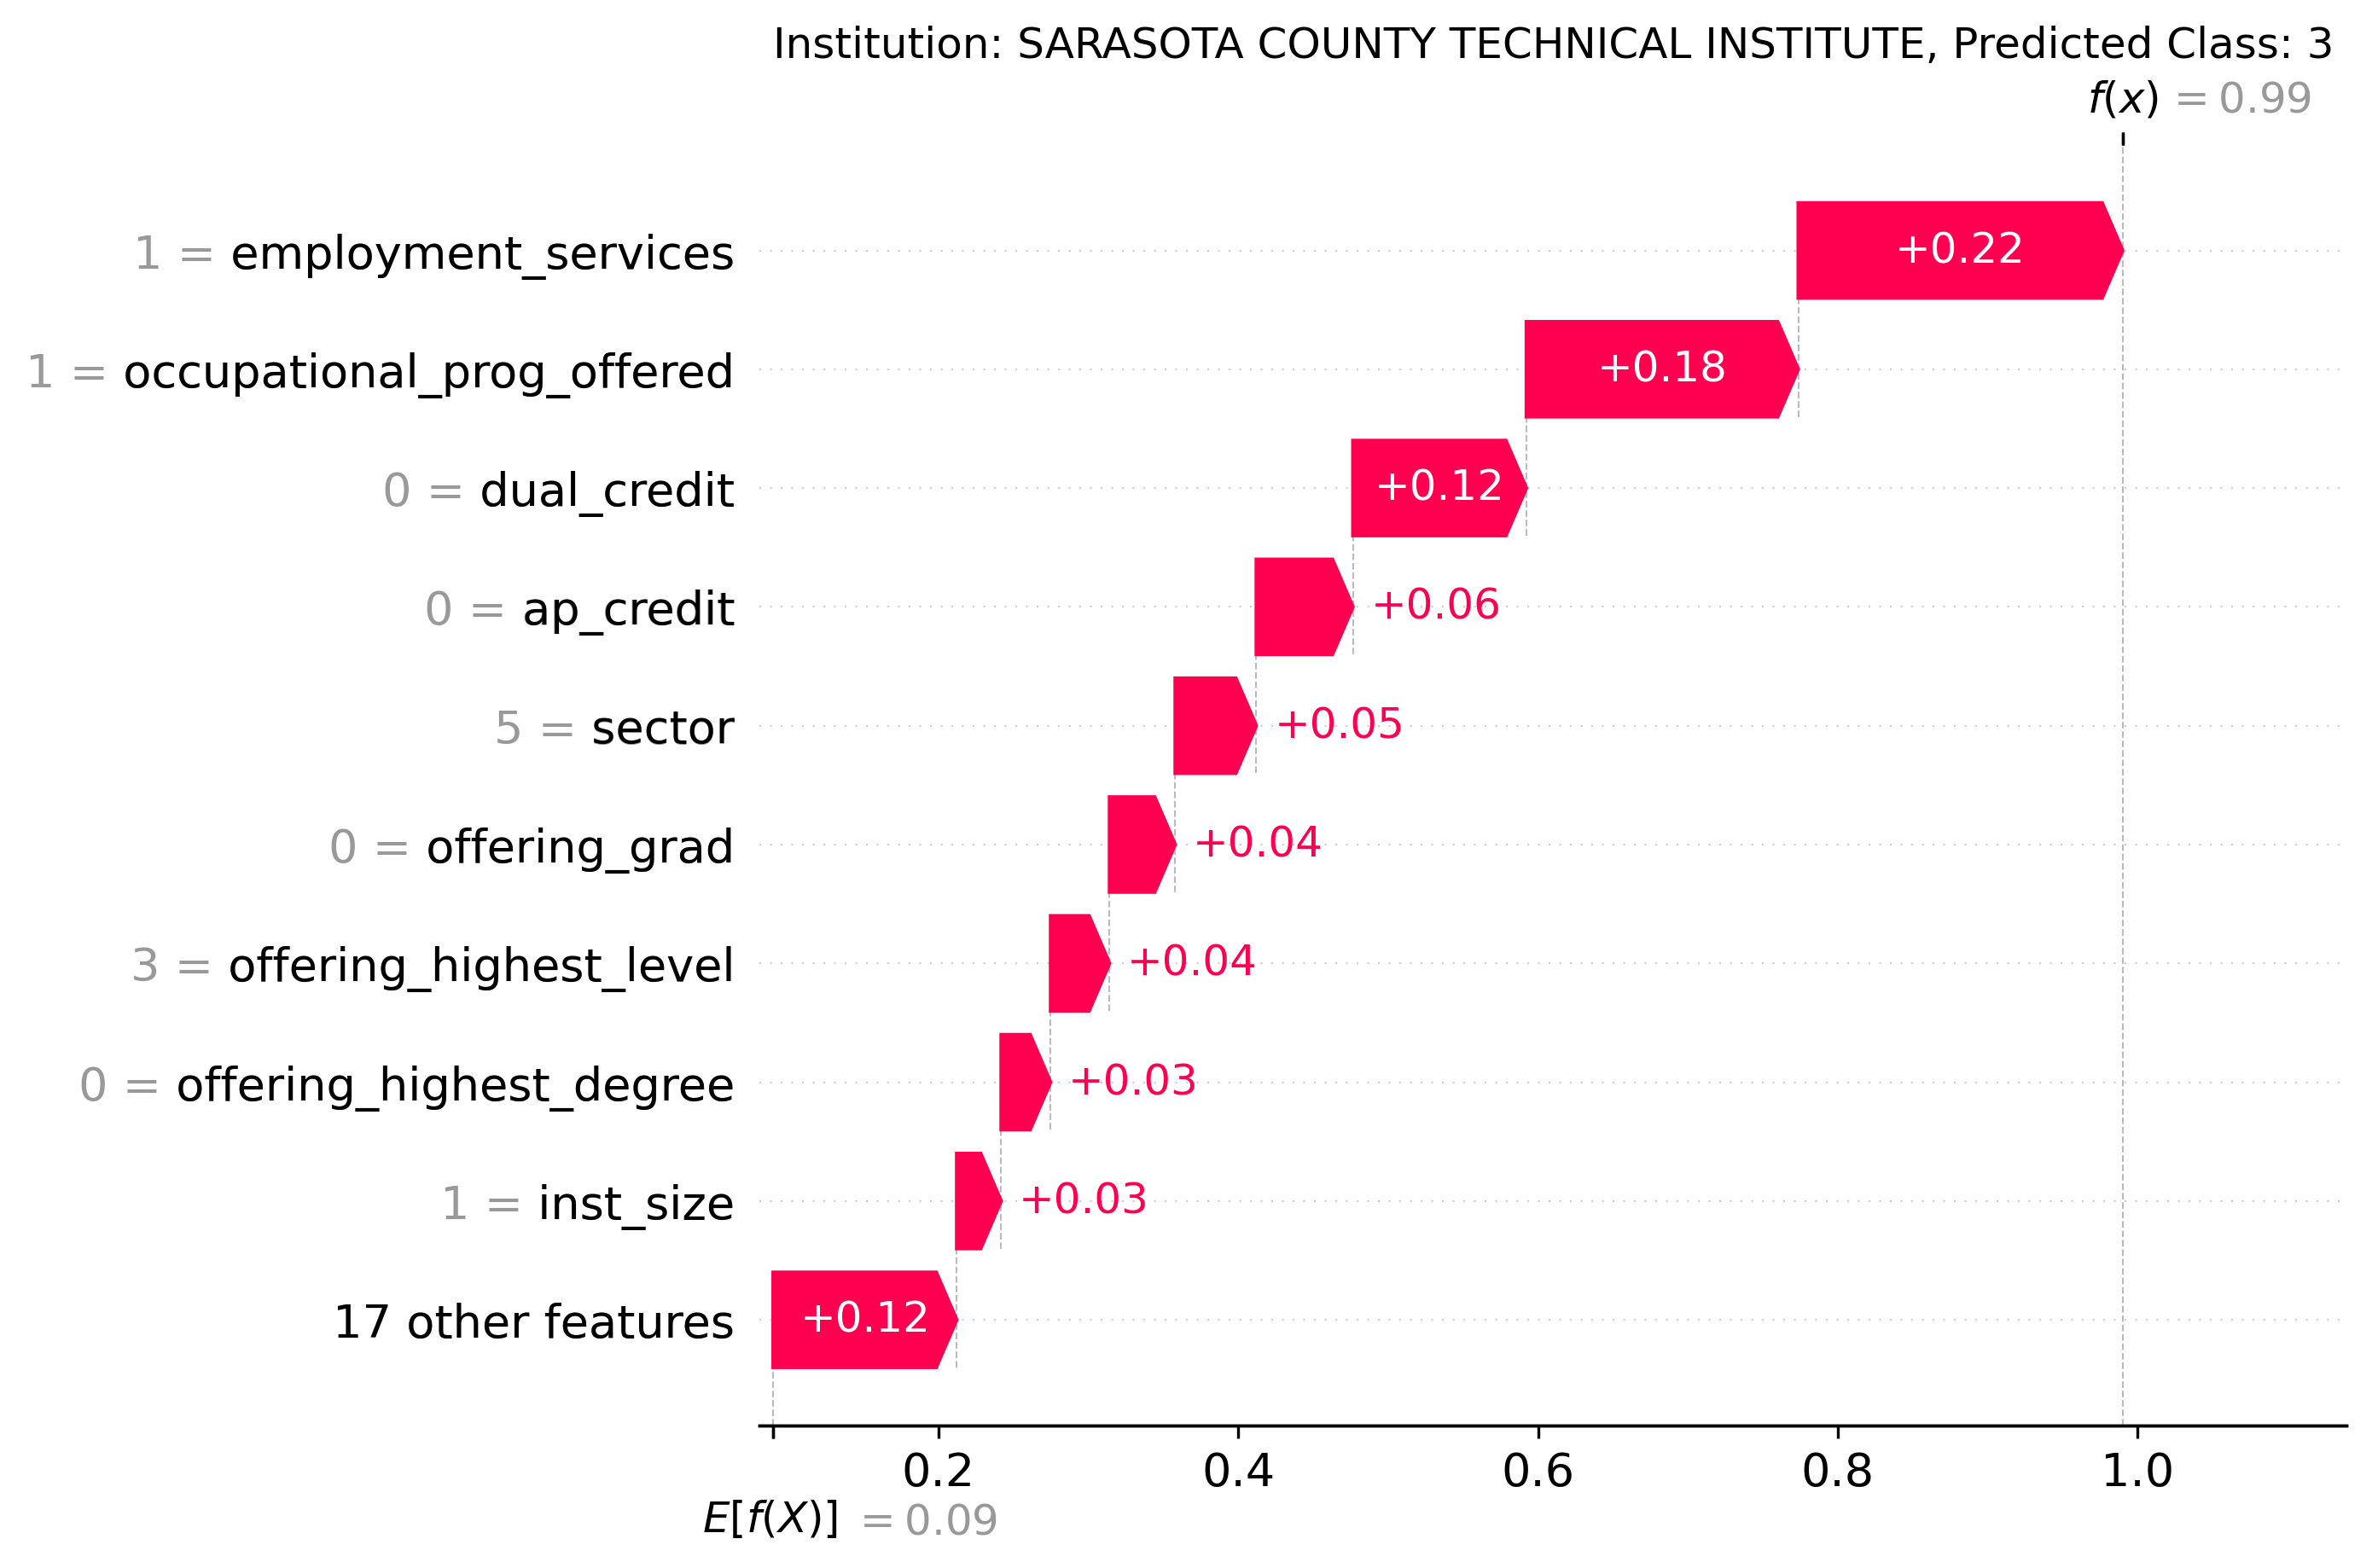 Institution: SARASOTA COUNTY TECHNICAL INSTITUTE, Predicted Class: 3
f(x) = 0.99
1 = employment_services +0.22
1 = occupational_prog_offered +0.18
0 = dual_credit +0.12
0 = ap_credit +0.06
5 = sector +0.05
0 = offering_grad +0.04
3 = offering_highest_level +0.04
0 = offering_highest_degree +0.03
1 = inst_size +0.03
17 other features +0.12
0.2 0.4 0.6 0.8 1.0
E[f(X)] = 0.09